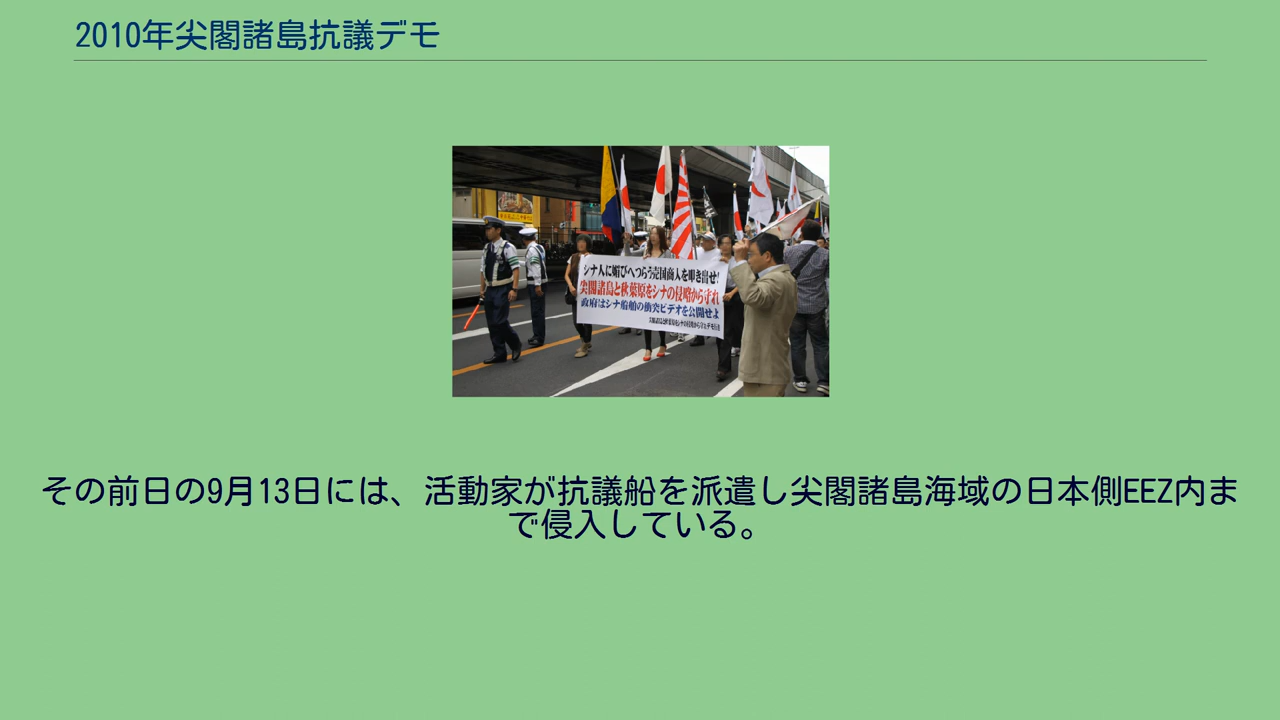 2010年尖閣諸島抗議デモ
シナ人に媚びへつらう売国商人を叩き出せ!
尖閣諸島と秋葉原をシナの侵略から守れ
政府はシナ船舶の衝突ビデオを公開せよ
その前日の9月13日には、活動家が抗議船を派遣し尖閣諸島海域の日本側EEZ内ま
で侵入している。